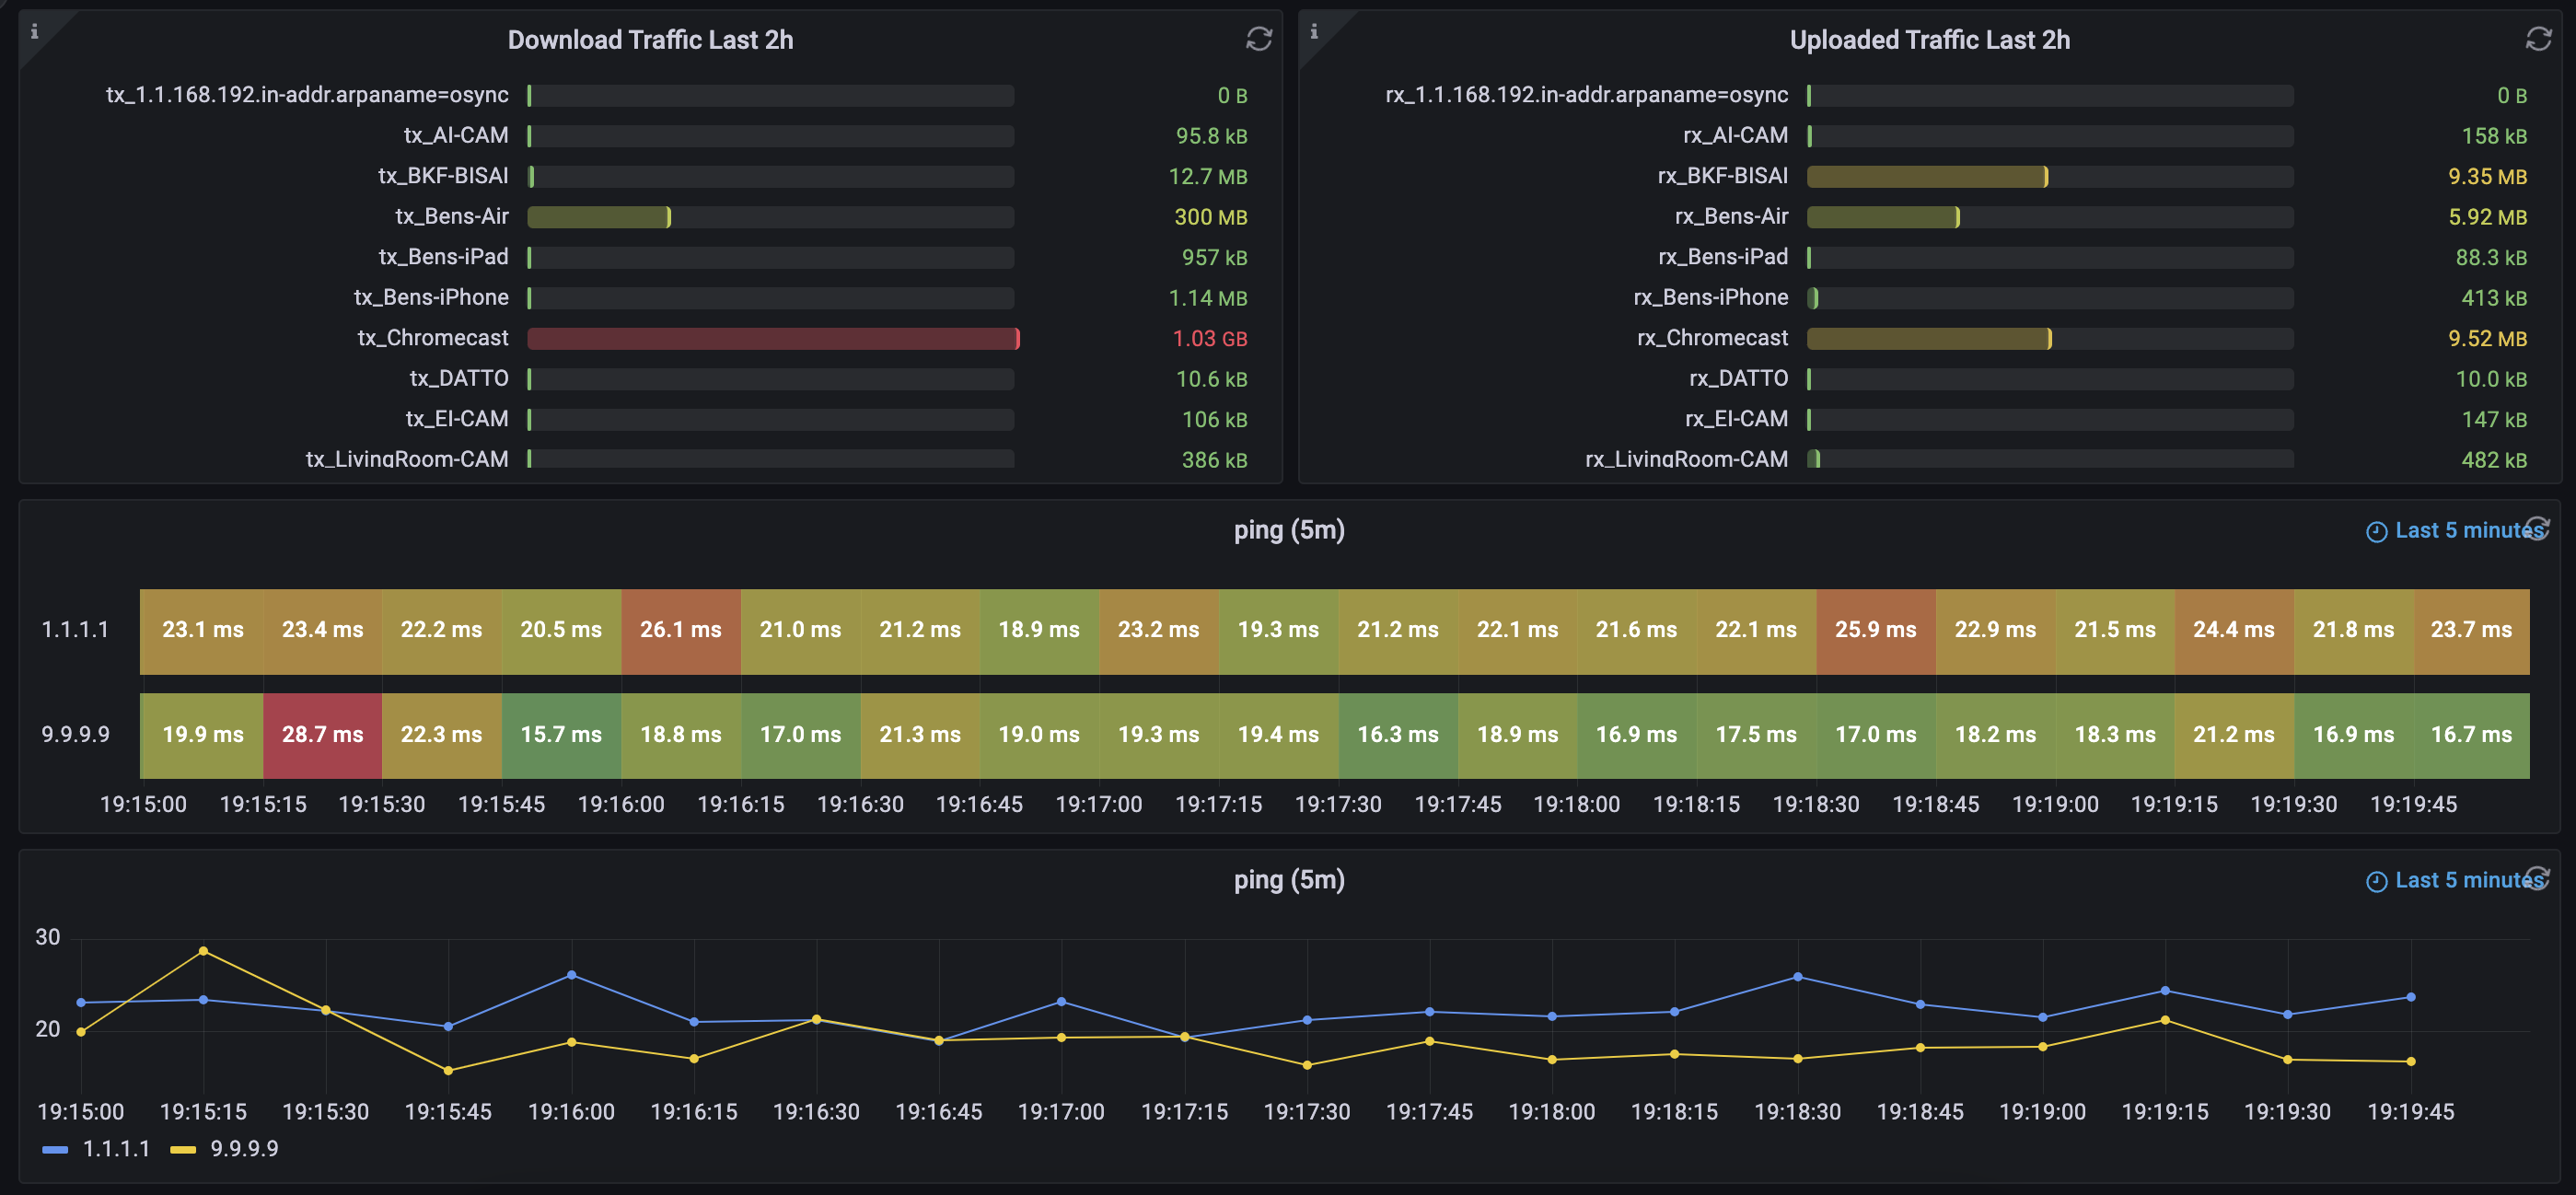 Download Traffic Last 2h
tx_1.1.168.192.in-addr.arpaname=osync 0 B
tx_AI-CAM 95.8 kB
tx_BKF-BISAI 12.7 MB
tx_Bens-Air 300 MB
tx_Bens-iPad 957 kB
tx_Bens-iPhone 1.14 MB
tx_Chromecast 1.03 GB
tx_DATTO 10.6 kB
tx_EI-CAM 106 kB
tx_LivingRoom-CAM 386 kB
Uploaded Traffic Last 2h
rx_1.1.168.192.in-addr.arpaname=osync 0 B
rx_AI-CAM 158 kB
rx_BKF-BISAI 9.35 MB
rx_Bens-Air 5.92 MB
rx_Bens-iPad 88.3 kB
rx_Bens-iPhone 413 kB
rx_Chromecast 9.52 MB
rx_DATTO 10.0 kB
rx_EI-CAM 147 kB
rx_LivingRoom-CAM 482 kB
ping (5m)
Last 5 minutes
1.1.1.1 23.1 ms 23.4 ms 22.2 ms 20.5 ms 26.1 ms 21.0 ms 21.2 ms 18.9 ms 23.2 ms 19.3 ms 21.2 ms 22.1 ms 21.6 ms 22.1 ms 25.9 ms 22.9 ms 21.5 ms 24.4 ms 21.8 ms 23.7 ms
9.9.9.9 19.9 ms 28.7 ms 22.3 ms 15.7 ms 18.8 ms 17.0 ms 21.3 ms 19.0 ms 19.3 ms 19.4 ms 16.3 ms 18.9 ms 16.9 ms 17.5 ms 17.0 ms 18.2 ms 18.3 ms 21.2 ms 16.9 ms 16.7 ms
19:15:00 19:15:15 19:15:30 19:15:45 19:16:00 19:16:15 19:16:30 19:16:45 19:17:00 19:17:15 19:17:30 19:17:45 19:18:00 19:18:15 19:18:30 19:18:45 19:19:00 19:19:15 19:19:30 19:19:45
ping (5m)
Last 5 minutes
30
20
19:15:00 19:15:15 19:15:30 19:15:45 19:16:00 19:16:15 19:16:30 19:16:45 19:17:00 19:17:15 19:17:30 19:17:45 19:18:00 19:18:15 19:18:30 19:18:45 19:19:00 19:19:15 19:19:30 19:19:45
1.1.1.1 9.9.9.9